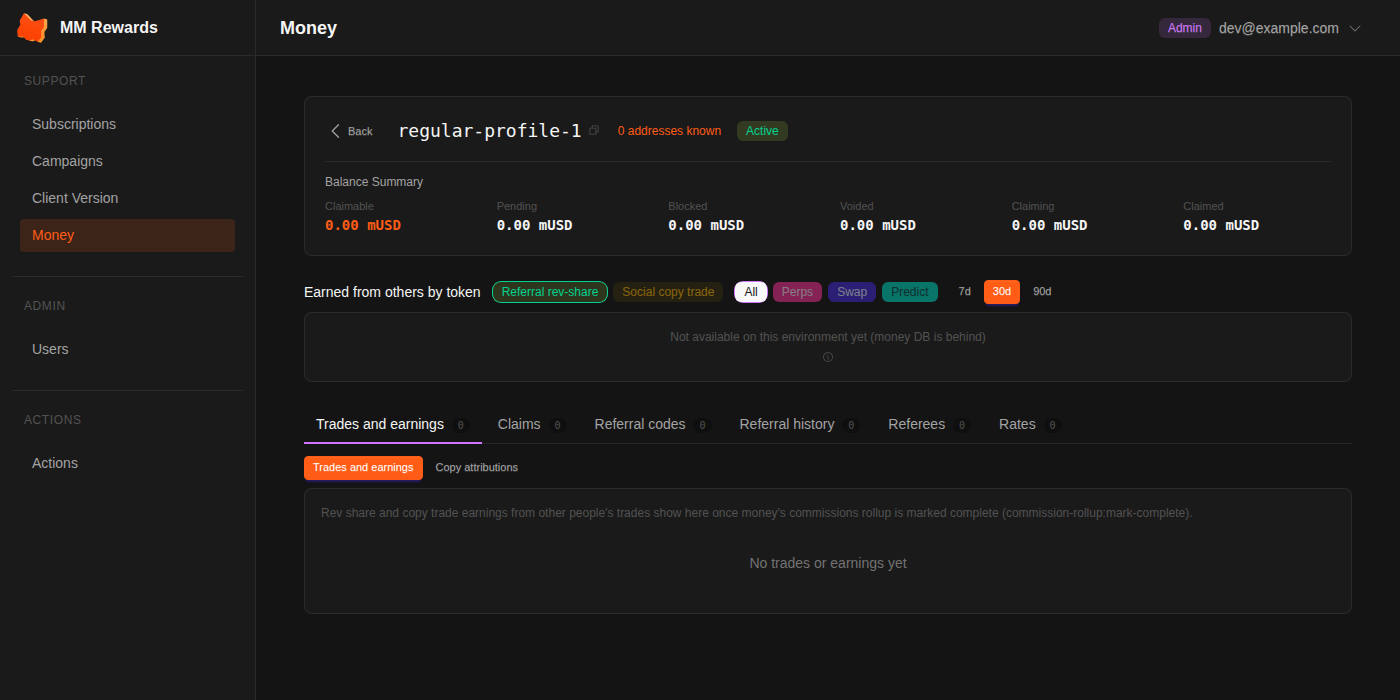 MM Rewards
Money
Admin
dev@example.com
SUPPORT
Subscriptions
Campaigns
Client Version
Money
ADMIN
Users
ACTIONS
Actions
Back
regular-profile-1
0 addresses known
Active
Balance Summary
Claimable Pending Blocked Voided Claiming Claimed
0.00 mUSD 0.00 mUSD 0.00 mUSD 0.00 mUSD 0.00 mUSD 0.00 mUSD
Earned from others by token Referral rev-share Social copy trade All Perps Swap Predict 7d 30d 90d
Not available on this environment yet (money DB is behind)
Trades and earnings 0 Claims 0 Referral codes 0 Referral history 0 Referees 0 Rates 0
Trades and earnings Copy attributions
Rev share and copy trade earnings from other people's trades show here once money's commissions rollup is marked complete (commission-rollup:mark-complete).
No trades or earnings yet